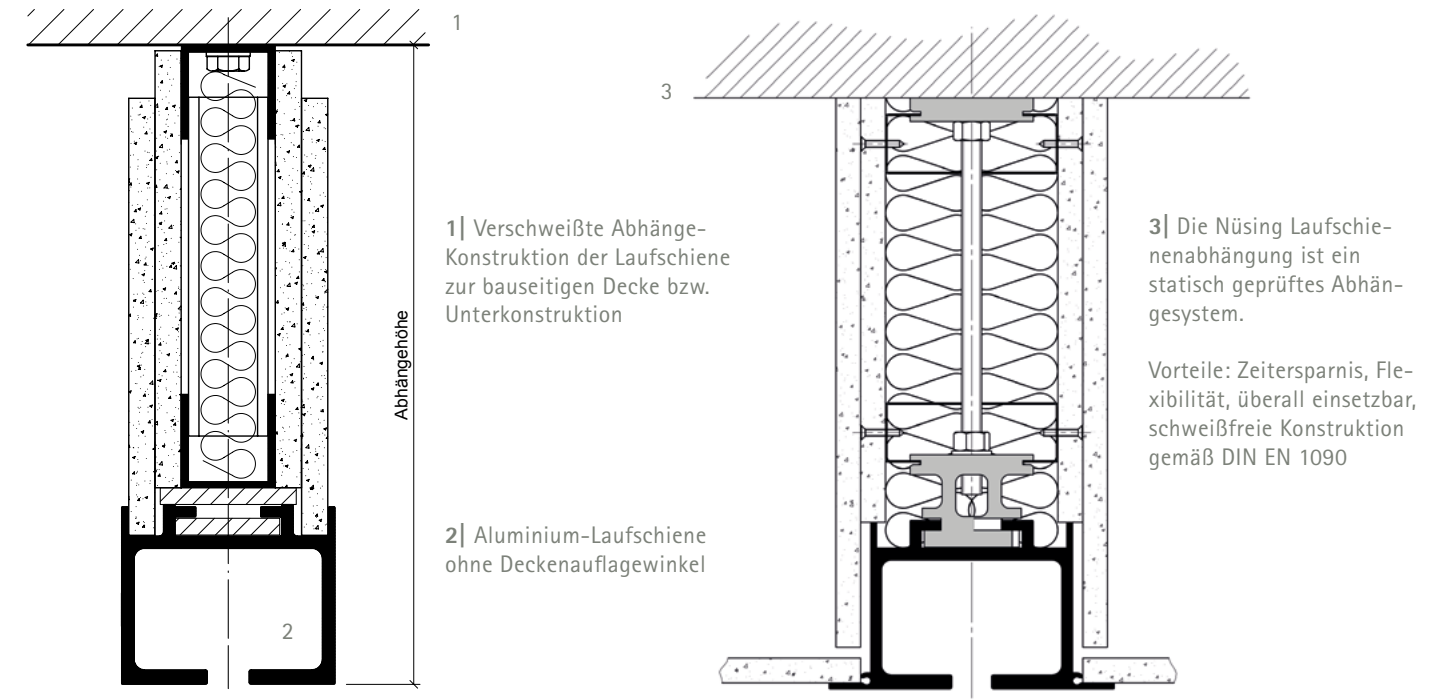 1
3
1| Verschweißte Abhänge-
Konstruktion der Laufschiene
zur bauseitigen Decke bzw.
Unterkonstruktion
Abhängehöhe
2| Aluminium-Laufschiene
ohne Deckenauflagewinkel
2
3| Die Nüsing Laufschie-
nenabhängung ist ein
statisch geprüftes Abhän-
gesystem.
Vorteile: Zeitersparnis, Fle-
xibilität, überall einsetzbar,
schweißfreie Konstruktion
gemäß DIN EN 1090